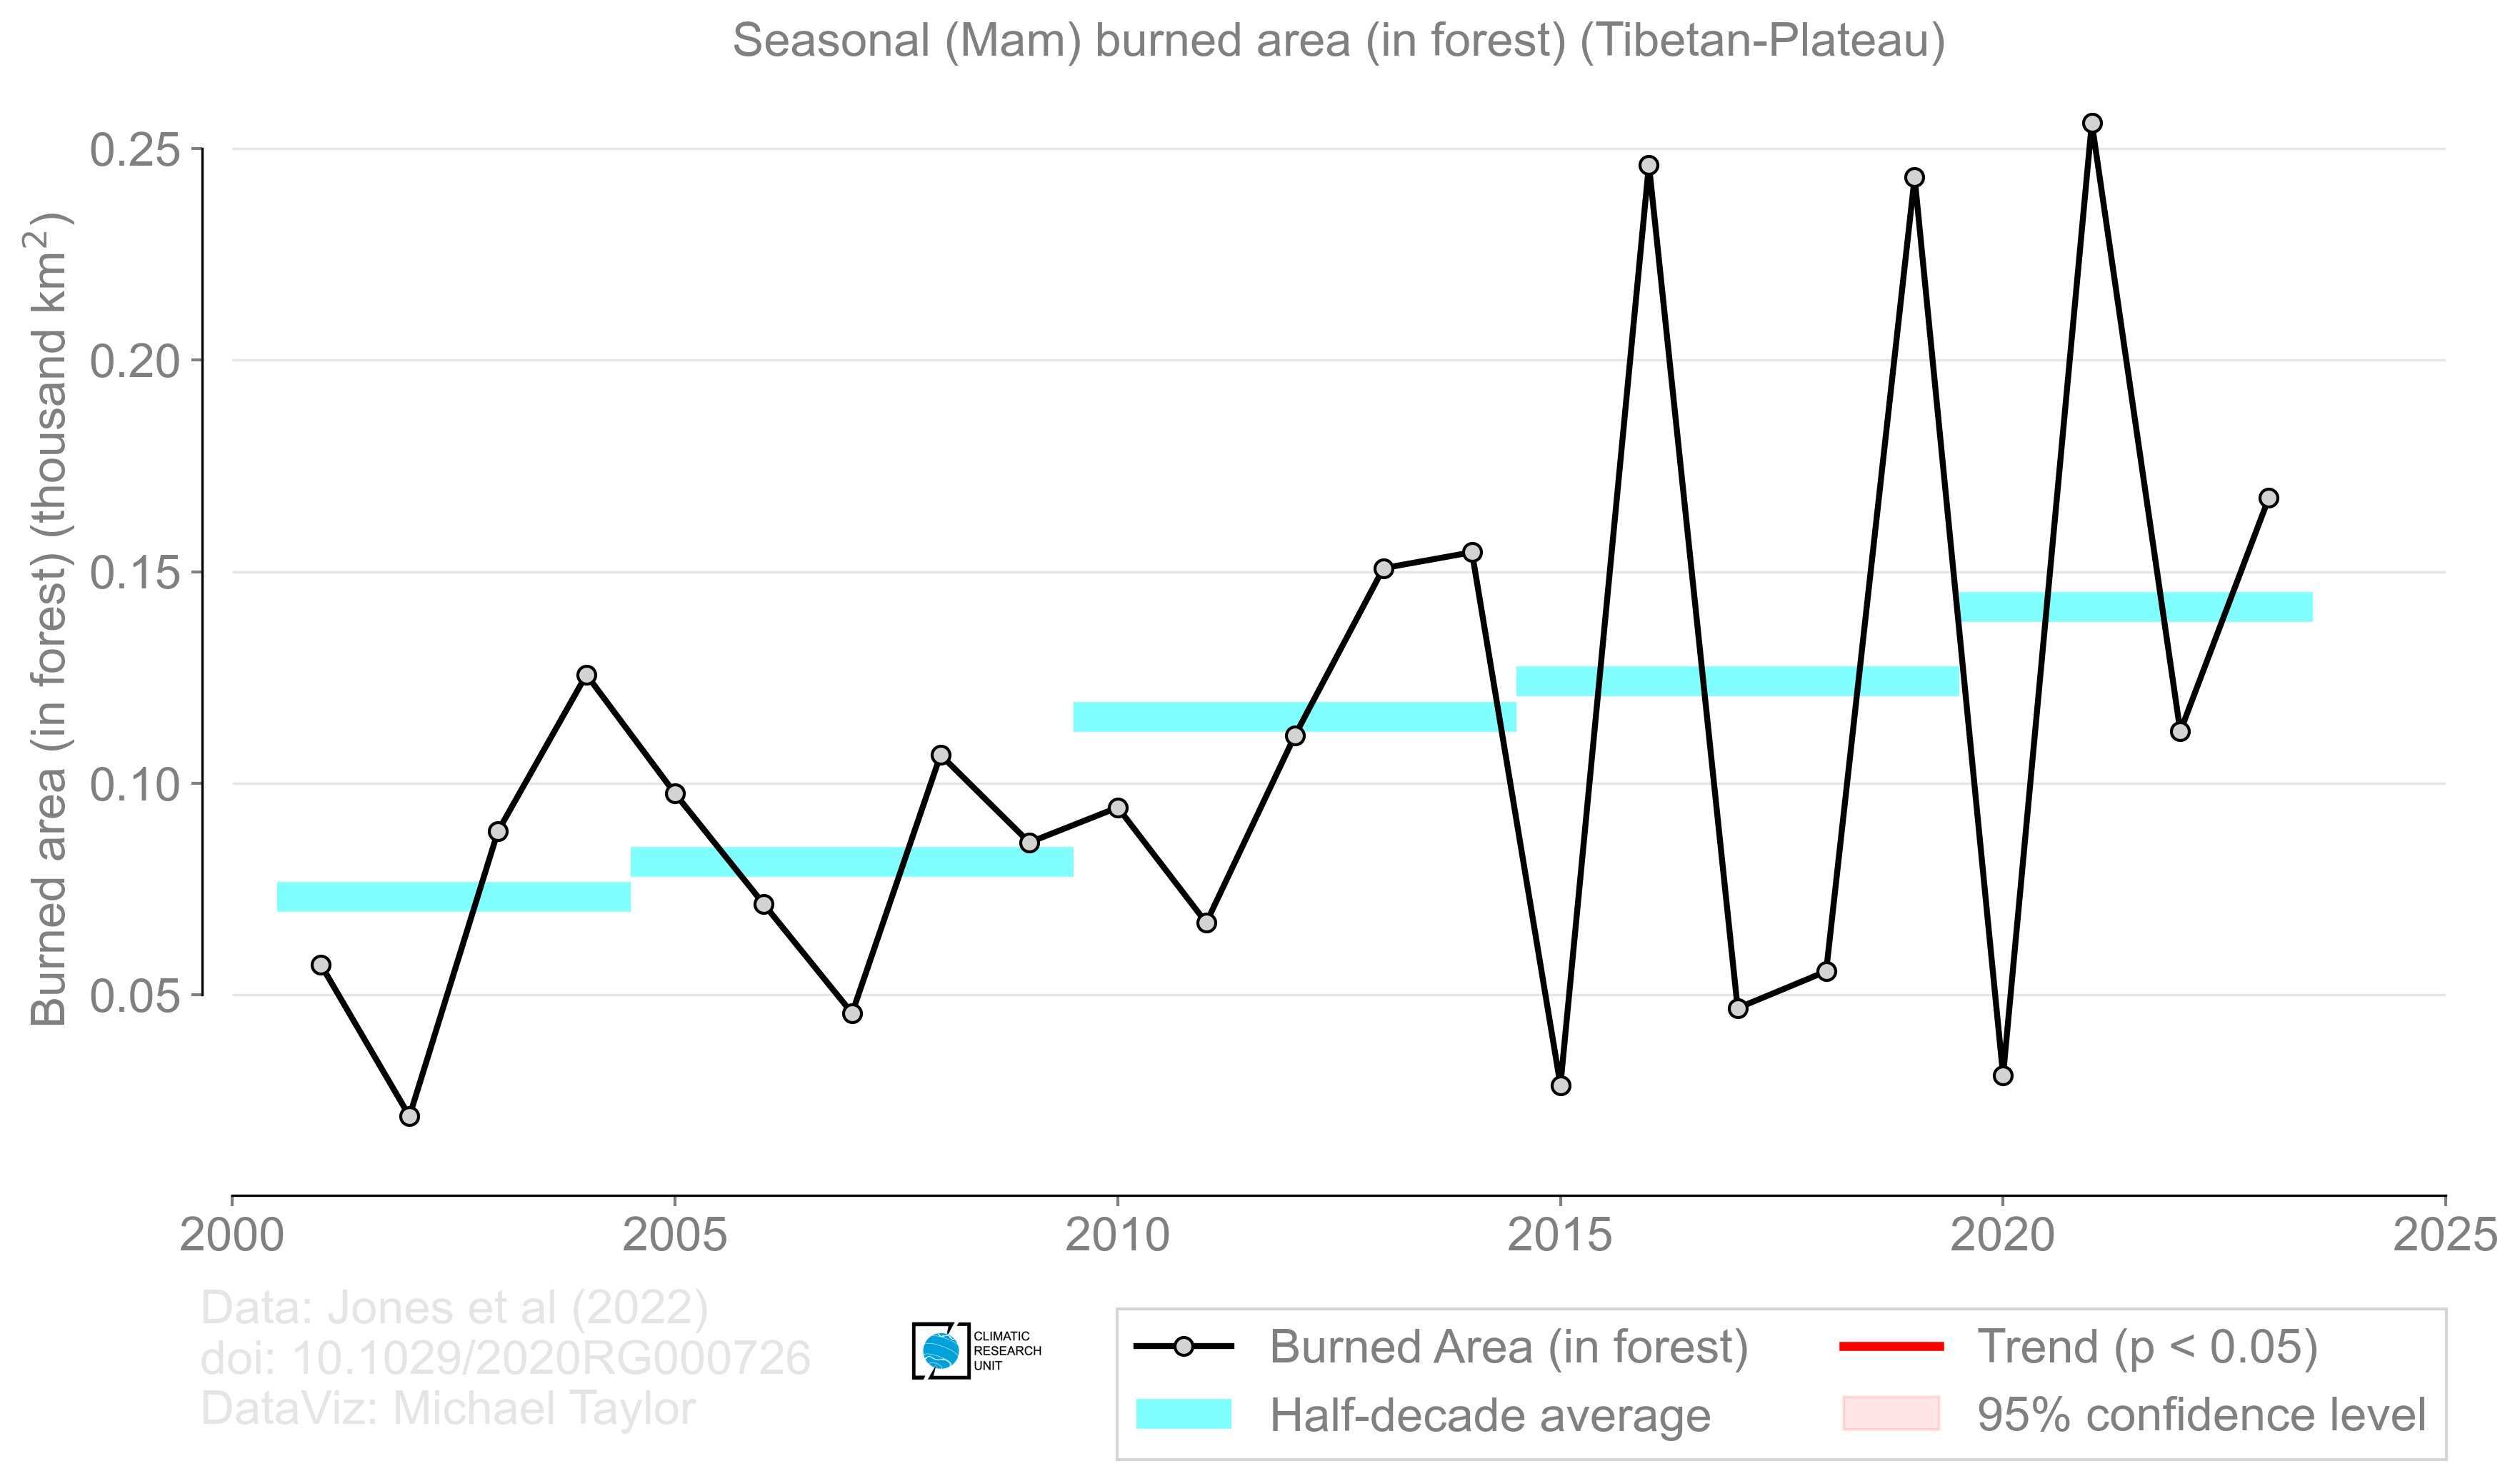 Seasonal (Mam) burned area (in forest) (Tibetan-Plateau)
Burned area (in forest) (thousand km²)
0.25
0.20
0.15
0.10
0.05
2000 2005 2010 2015 2020 2025
Data: Jones et al (2022)
doi: 10.1029/2020RG000726
DataViz: Michael Taylor
CLIMATIC
RESEARCH
UNIT
Burned Area (in forest)
Half-decade average
Trend (p < 0.05)
95% confidence level